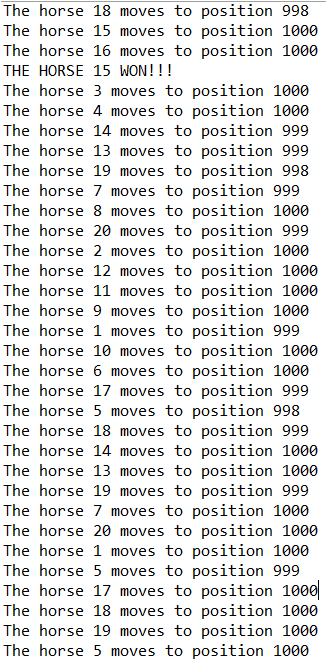 The horse 18 moves to position 998
The horse 15 moves to position 1000
The horse 16 moves to position 1000
THE HORSE 15 WON!!!
The horse 3 moves to position 1000
The horse 4 moves to position 1000
The horse 14 moves to position 999
The horse 13 moves to position 999
The horse 19 moves to position 998
The horse 7 moves to position 999
The horse 8 moves to position 1000
The horse 20 moves to position 999
The horse 2 moves to position 1000
The horse 12 moves to position 1000
The horse 11 moves to position 1000
The horse 9 moves to position 1000
The horse 1 moves to position 999
The horse 10 moves to position 1000
The horse 6 moves to position 1000
The horse 17 moves to position 999
The horse 5 moves to position 998
The horse 18 moves to position 999
The horse 14 moves to position 1000
The horse 13 moves to position 1000
The horse 19 moves to position 999
The horse 7 moves to position 1000
The horse 20 moves to position 1000
The horse 1 moves to position 1000
The horse 5 moves to position 999
The horse 17 moves to position 1000
The horse 18 moves to position 1000
The horse 19 moves to position 1000
The horse 5 moves to position 1000